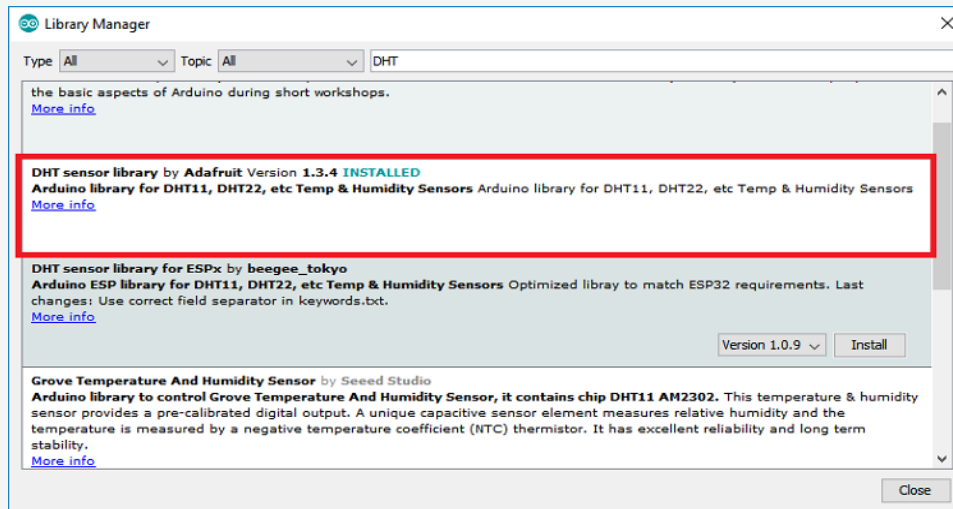 Library Manager
Type All Topic All DHT
the basic aspects of Arduino during short workshops.
More info
DHT sensor library by Adafruit Version 1.3.4 INSTALLED
Arduino library for DHT11, DHT22, etc Temp & Humidity Sensors Arduino library for DHT11, DHT22, etc Temp & Humidity Sensors
More info
DHT sensor library for ESPx by beegee_tokyo
Arduino ESP library for DHT11, DHT22, etc Temp & Humidity Sensors Optimized libray to match ESP32 requirements. Last
changes: Use correct field separator in keywords.txt.
More info
Version 1.0.9 Install
Grove Temperature And Humidity Sensor by Seeed Studio
Arduino library to control Grove Temperature And Humidity Sensor, it contains chip DHT11 AM2302. This temperature & humidity
sensor provides a pre-calibrated digital output. A unique capacitive sensor element measures relative humidity and the
temperature is measured by a negative temperature coefficient (NTC) thermistor. It has excellent reliability and long term
stability.
More info
Close